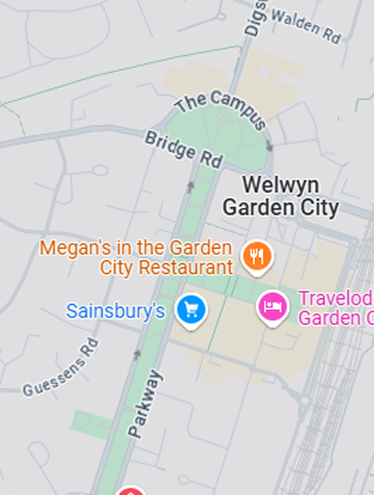 Walden Rd
Digs
The Campus
Bridge Rd
Welwyn
Garden City
Megan's in the Garden
City Restaurant
Sainsbury's
Travelod
Garden C
Guessens Rd
Parkway